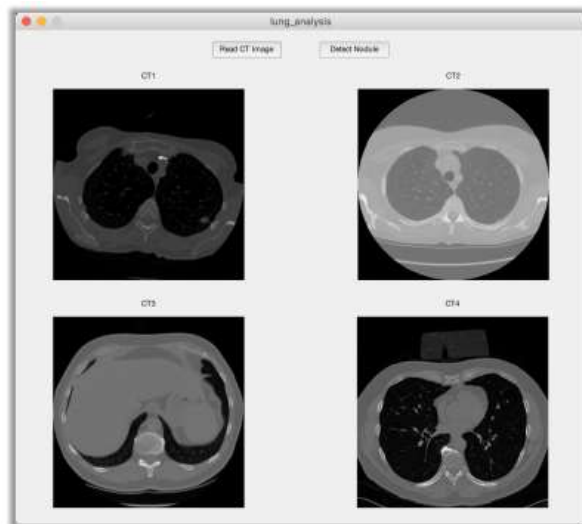 lung_analysis
Read CT Image
Detect Nodule
CT1
CT2
CT3
CT4